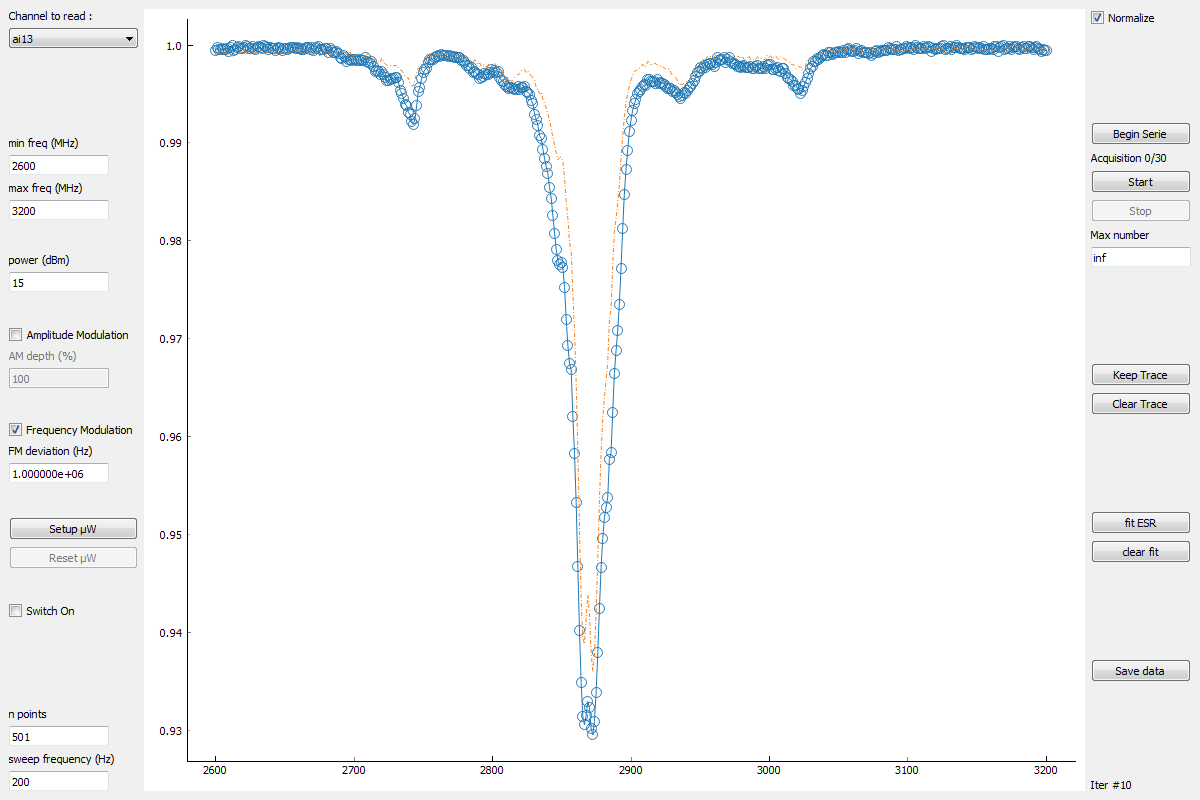 Channel to read :
ai13
min freq (MHz)
2600
max freq (MHz)
3200
power (dBm)
15
Amplitude Modulation
AM depth (%)
100
Frequency Modulation
FM deviation (Hz)
1.000000e+06
Setup µW
Reset µW
Switch On
n points
501
sweep frequency (Hz)
200
1.0
0.99
0.98
0.97
0.96
0.95
0.94
0.93
2600 2700 2800 2900 3000 3100 3200
Normalize
Begin Serie
Acquisition 0/30
Start
Stop
Max number
inf
Keep Trace
Clear Trace
fit ESR
clear fit
Save data
Iter #10